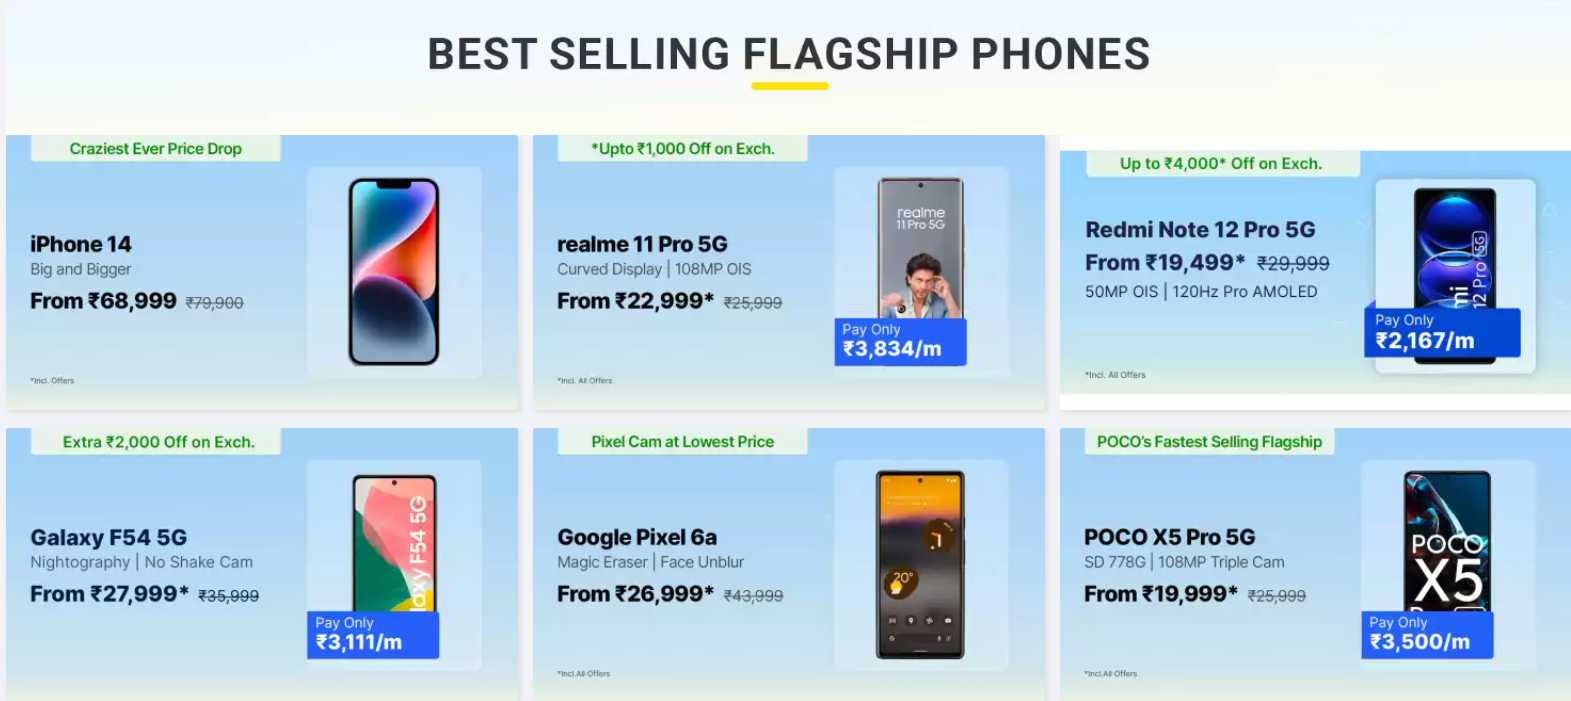 BEST SELLING FLAGSHIP PHONES
Craziest Ever Price Drop
iPhone 14
Big and Bigger
From ₹68,999 ₹79,900
*Incl. Offers
*Upto ₹1,000 Off on Exch.
realme 11 Pro 5G
Curved Display | 108MP OIS
From ₹22,999* ₹25,999
*Incl. All Offers
realme
11 Pro 5G
Pay Only
₹3,834/m
Up to ₹4,000* Off on Exch.
Redmi Note 12 Pro 5G
From ₹19,499* ₹29,999
50MP OIS | 120Hz Pro AMOLED
*Incl. All Offers
mi
12 Pro 5G
Pay Only
₹2,167/m
Extra ₹2,000 Off on Exch.
Galaxy F54 5G
Nightography | No Shake Cam
From ₹27,999* ₹35,999
laxy F54 5G
Pay Only
₹3,111/m
Pixel Cam at Lowest Price
Google Pixel 6a
Magic Eraser | Face Unblur
From ₹26,999* ₹43,999
*Incl.All Offers
20°
POCO's Fastest Selling Flagship
POCO X5 Pro 5G
SD 778G | 108MP Triple Cam
From ₹19,999* ₹25,999
*Incl.All Offers
POCO
X5
Pay Only
₹3,500/m